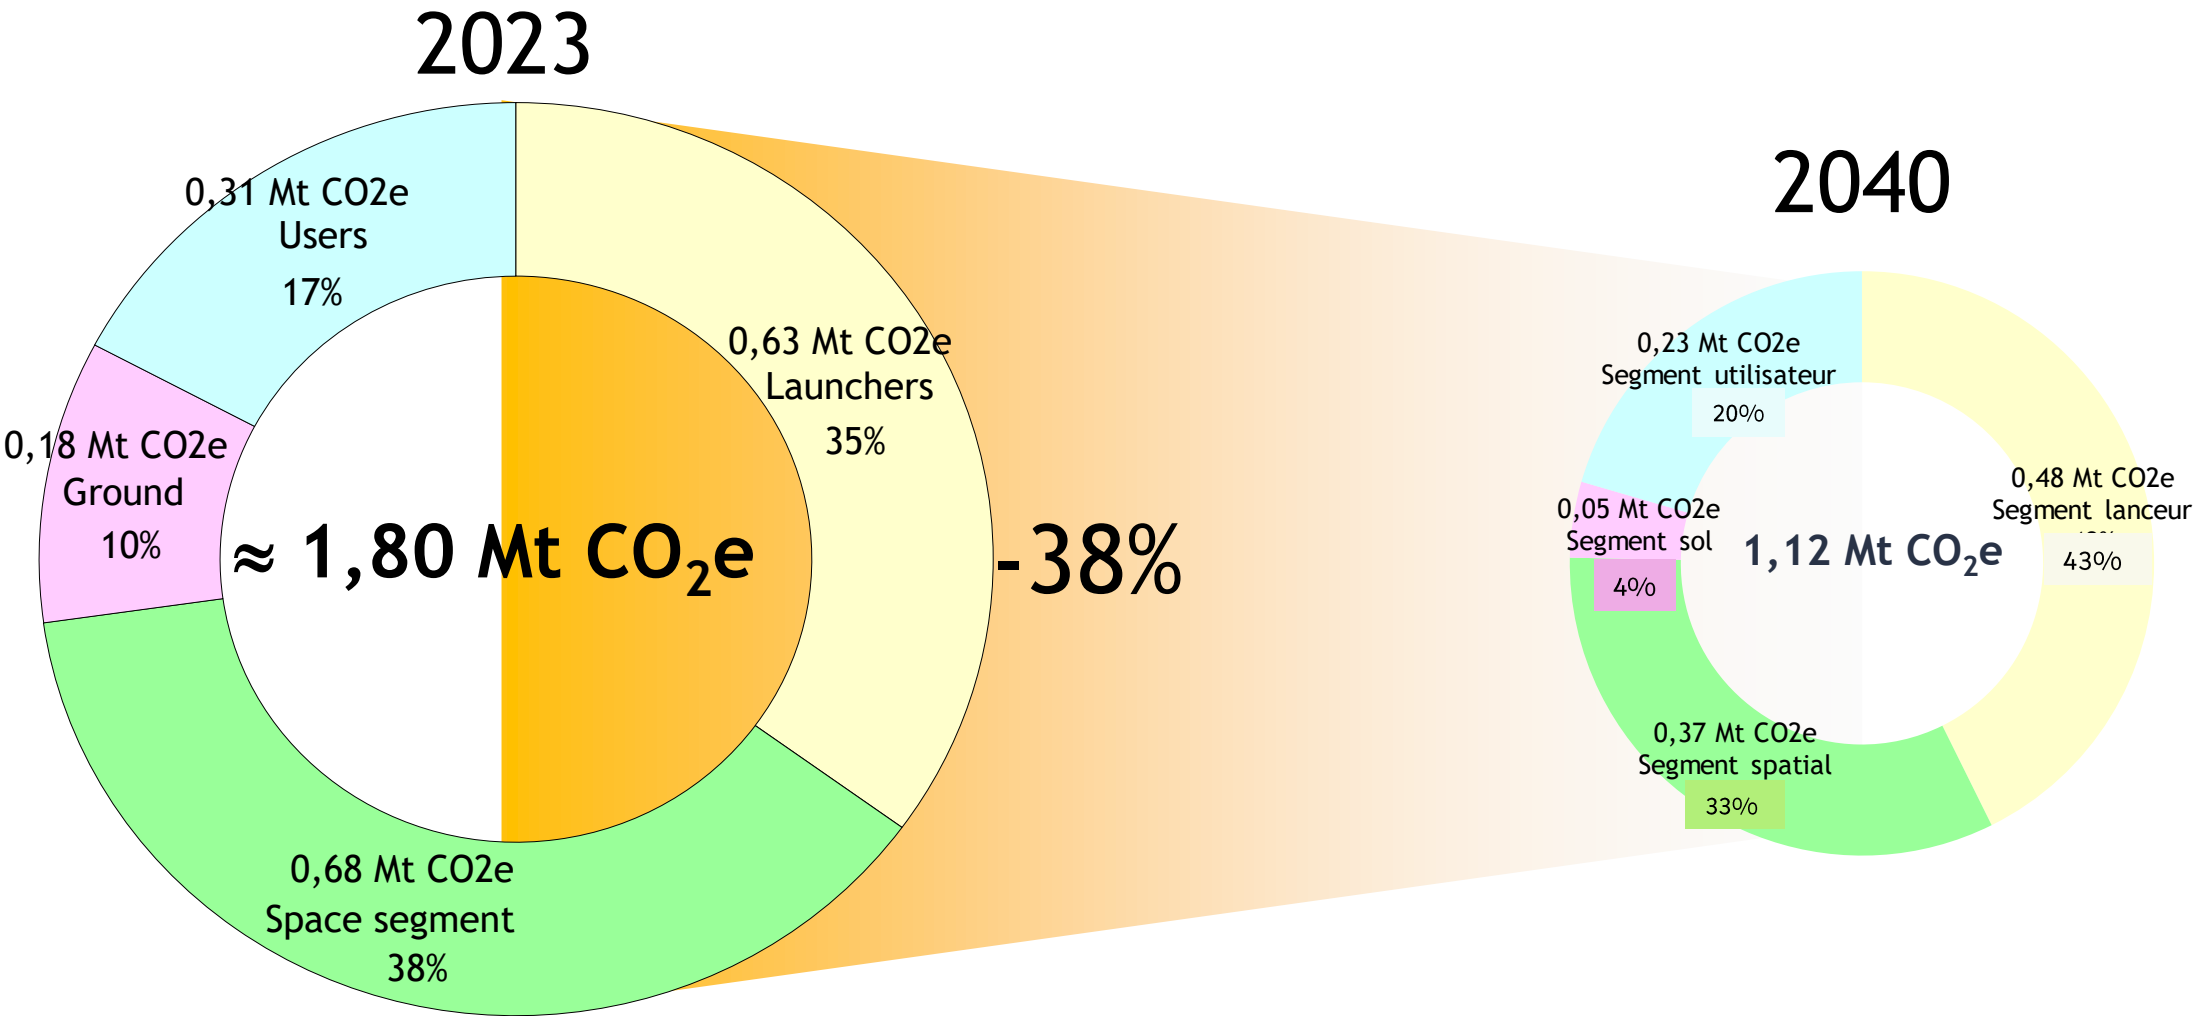 2023
0,31 Mt CO2e
Users
17%
0,63 Mt CO2e
Launchers
35%
0,18 Mt CO2e
Ground
10%
≈ 1,80 Mt CO₂e
0,68 Mt CO2e
Space segment
38%
-38%
2040
0,23 Mt CO2e
Segment utilisateur
20%
0,48 Mt CO2e
Segment lanceur
43%
0,05 Mt CO2e
Segment sol
4%
1,12 Mt CO₂e
0,37 Mt CO2e
Segment spatial
33%